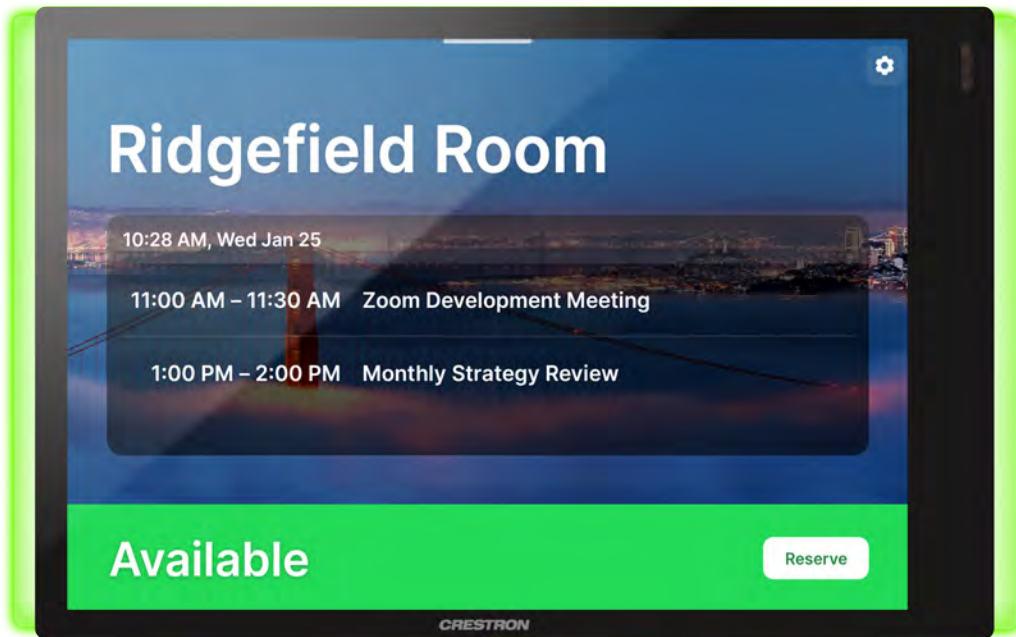 Ridgefield Room
10:28 AM, Wed Jan 25
11:00 AM – 11:30 AM Zoom Development Meeting
1:00 PM – 2:00 PM Monthly Strategy Review
Available
Reserve
CRESTRON